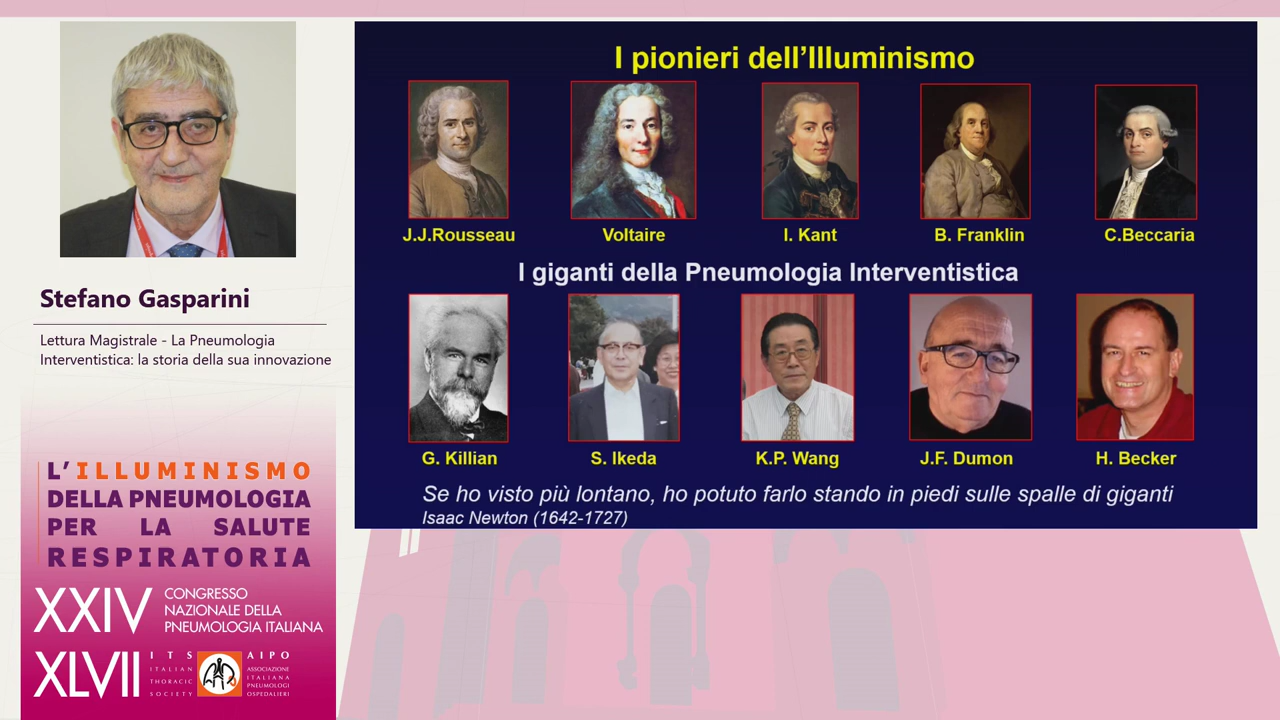 Stefano Gasparini
Lettura Magistrale - La Pneumologia
Interventistica: la storia della sua innovazione
L'ILLUMINISMO
DELLA PNEUMOLOGIA
PER LA SALUTE
RESPIRATORIA
XXIV
CONGRESSO
NAZIONALE DELLA
PNEUMOLOGIA ITALIANA
XLVII
ITS
ITALIAN
THORACIC
SOCIETY
AIPO
ASSOCIAZIONE
ITALIANA
PNEUMOLOGI
OSPEDALIERI
I pionieri dell'Illuminismo
J.J.Rousseau
Voltaire
I. Kant
B. Franklin
C.Beccaria
I giganti della Pneumologia Interventistica
G. Killian
S. Ikeda
K.P. Wang
J.F. Dumon
H. Becker
Se ho visto più lontano, ho potuto farlo stando in piedi sulle spalle di giganti
Isaac Newton (1642-1727)